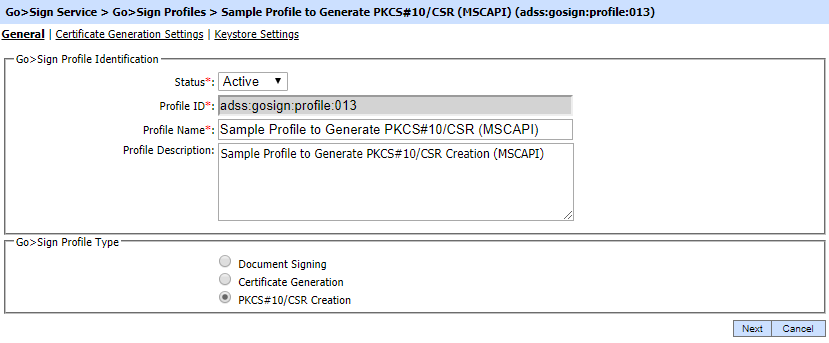 Go>Sign Service > Go>Sign Profiles > Sample Profile to Generate PKCS#10/CSR (MSCAPI) (adss:gosign:profile:013)
General | Certificate Generation Settings | Keystore Settings
Go>Sign Profile Identification
Status*: Active
Profile ID*: adss:gosign:profile:013
Profile Name*: Sample Profile to Generate PKCS#10/CSR (MSCAPI)
Profile Description: Sample Profile to Generate PKCS#10/CSR Creation (MSCAPI)
Go>Sign Profile Type
Document Signing
Certificate Generation
PKCS#10/CSR Creation
Next Cancel